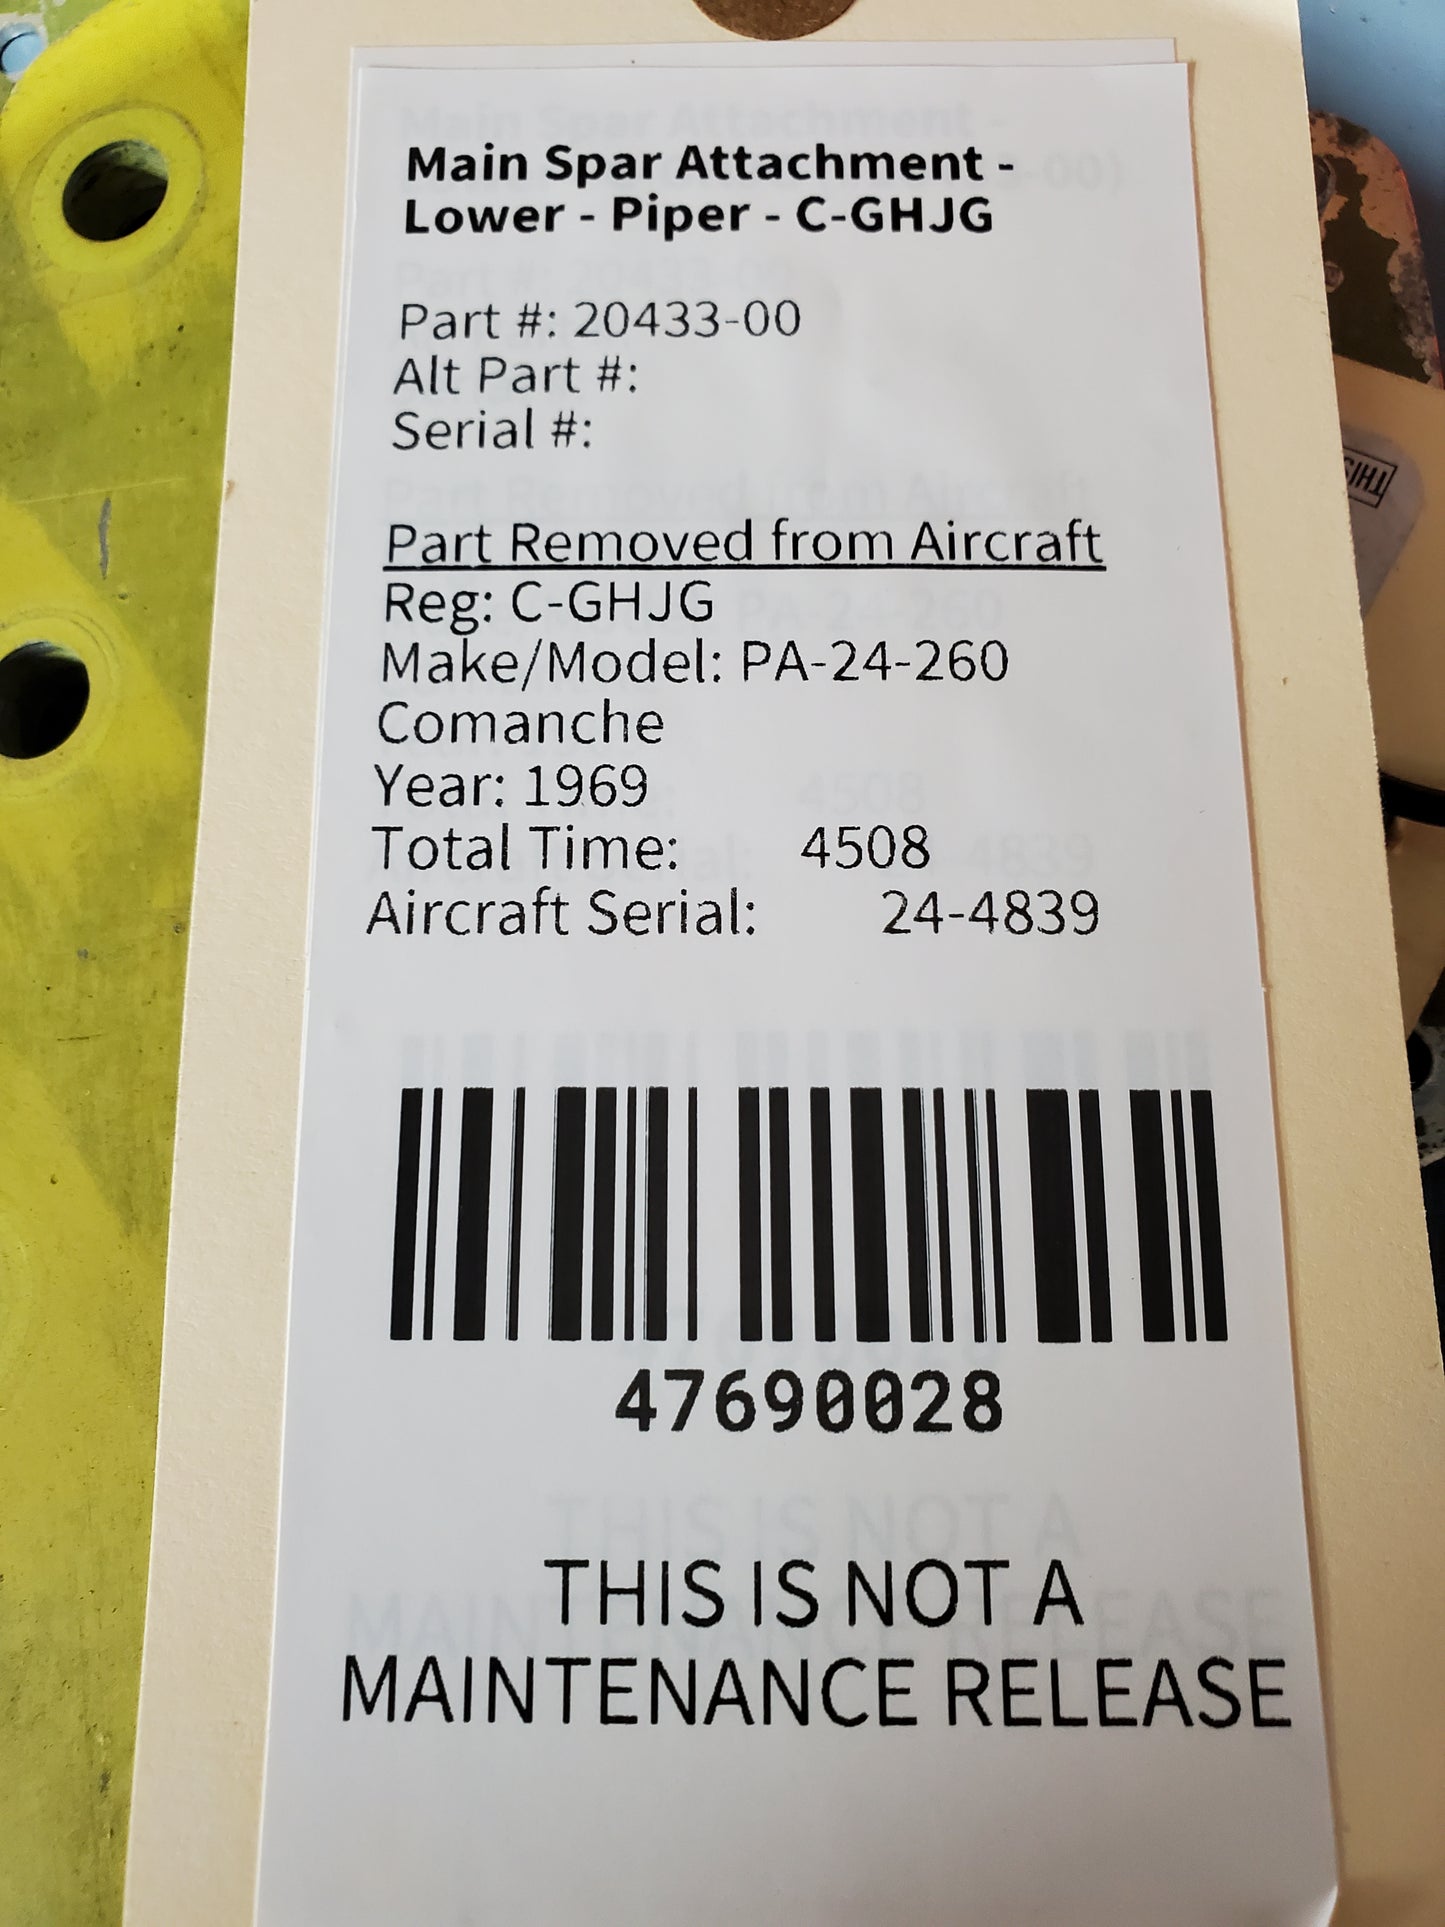 Main Spar Attachment -
Lower - Piper - C-GHJG
Part #: 20433-00
Alt Part #:
Serial #:
Part Removed from Aircraft
Reg: C-GHJG
Make/Model: PA-24-260
Comanche
Year: 1969
Total Time: 4508
Aircraft Serial: 24-4839
47690028
THIS IS NOT A
MAINTENANCE RELEASE
THIS